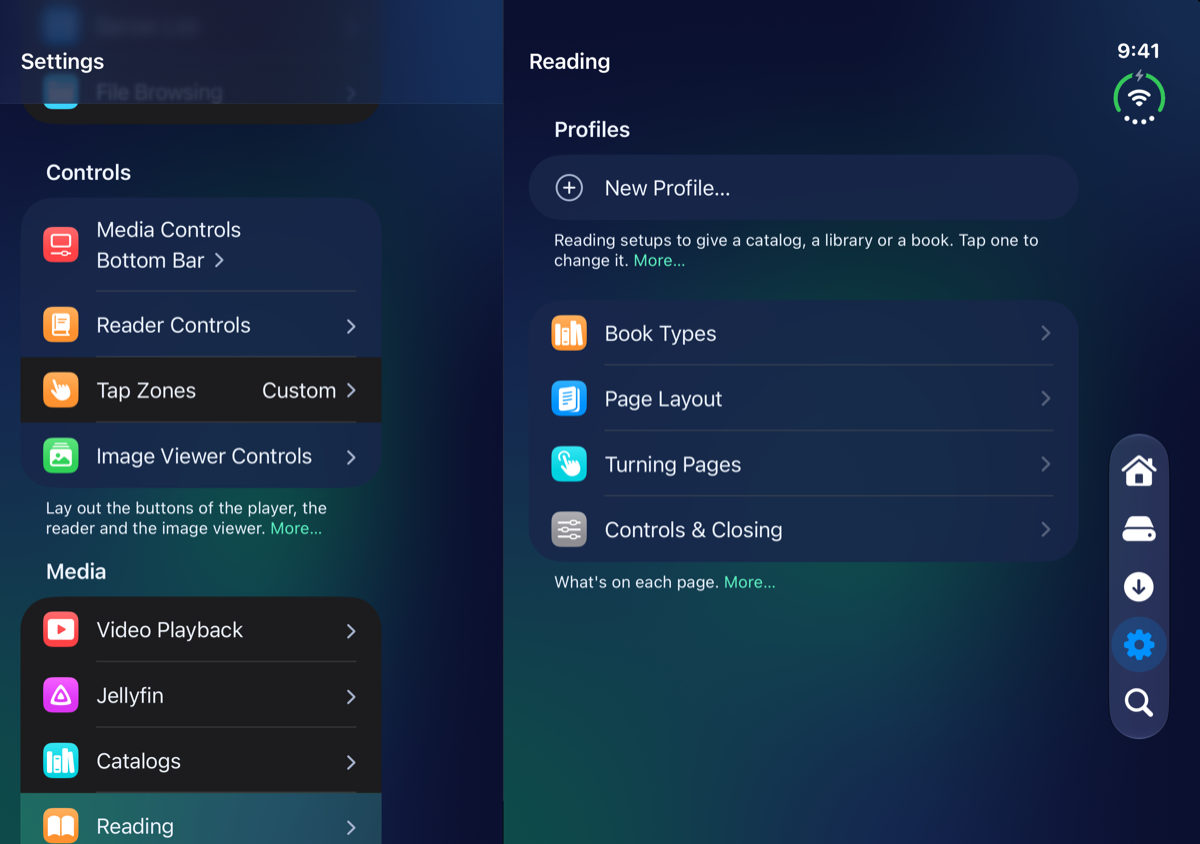 Settings
File Browsing
Controls
Media Controls
Bottom Bar
Reader Controls
Tap Zones
Custom
Image Viewer Controls
Lay out the buttons of the player, the
reader and the image viewer. More...
Media
Video Playback
Jellyfin
Catalogs
Reading
Reading
Profiles
New Profile...
Reading setups to give a catalog, a library or a book. Tap one to
change it. More...
Book Types
Page Layout
Turning Pages
Controls & Closing
What's on each page. More...
9:41